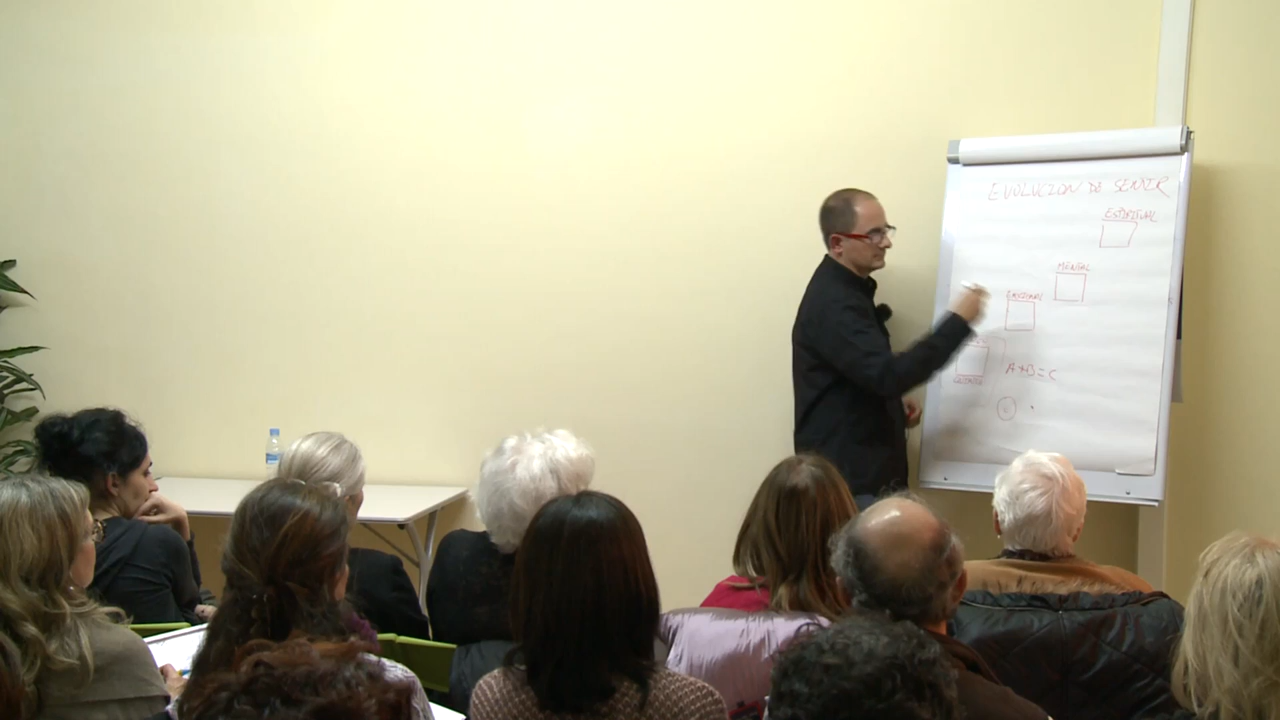 EVOLUCION DE SENTIR
ESPIRITUAL
MENTAL
EMOCIONAL
A+B=C